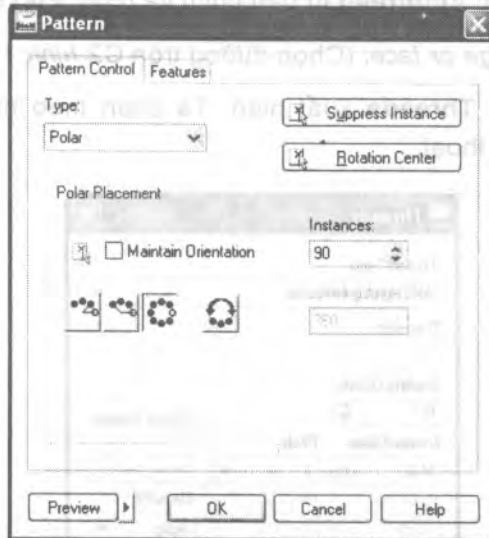 Pattern
Pattern Control
Features
Type:
Polar
Suppress Instance
Rotation Center
Polar Placement
Maintain Orientation
Instances:
90
Preview
OK
Cancel
Help